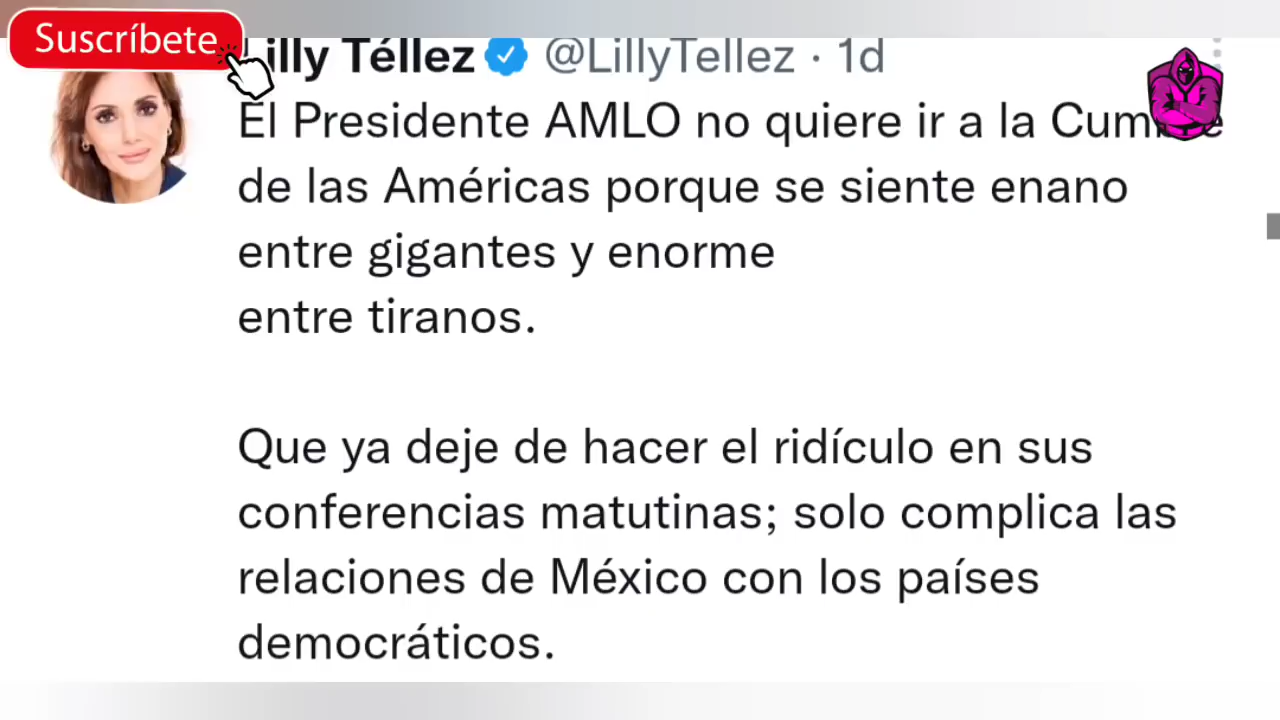 Suscríbete
Lilly Téllez @LillyTellez · 1d
El Presidente AMLO no quiere ir a la
de las Américas porque se siente enano
entre gigantes y enorme
entre tiranos.
Que ya deje de hacer el ridículo en sus
conferencias matutinas; solo complica las
relaciones de México con los países
democráticos.